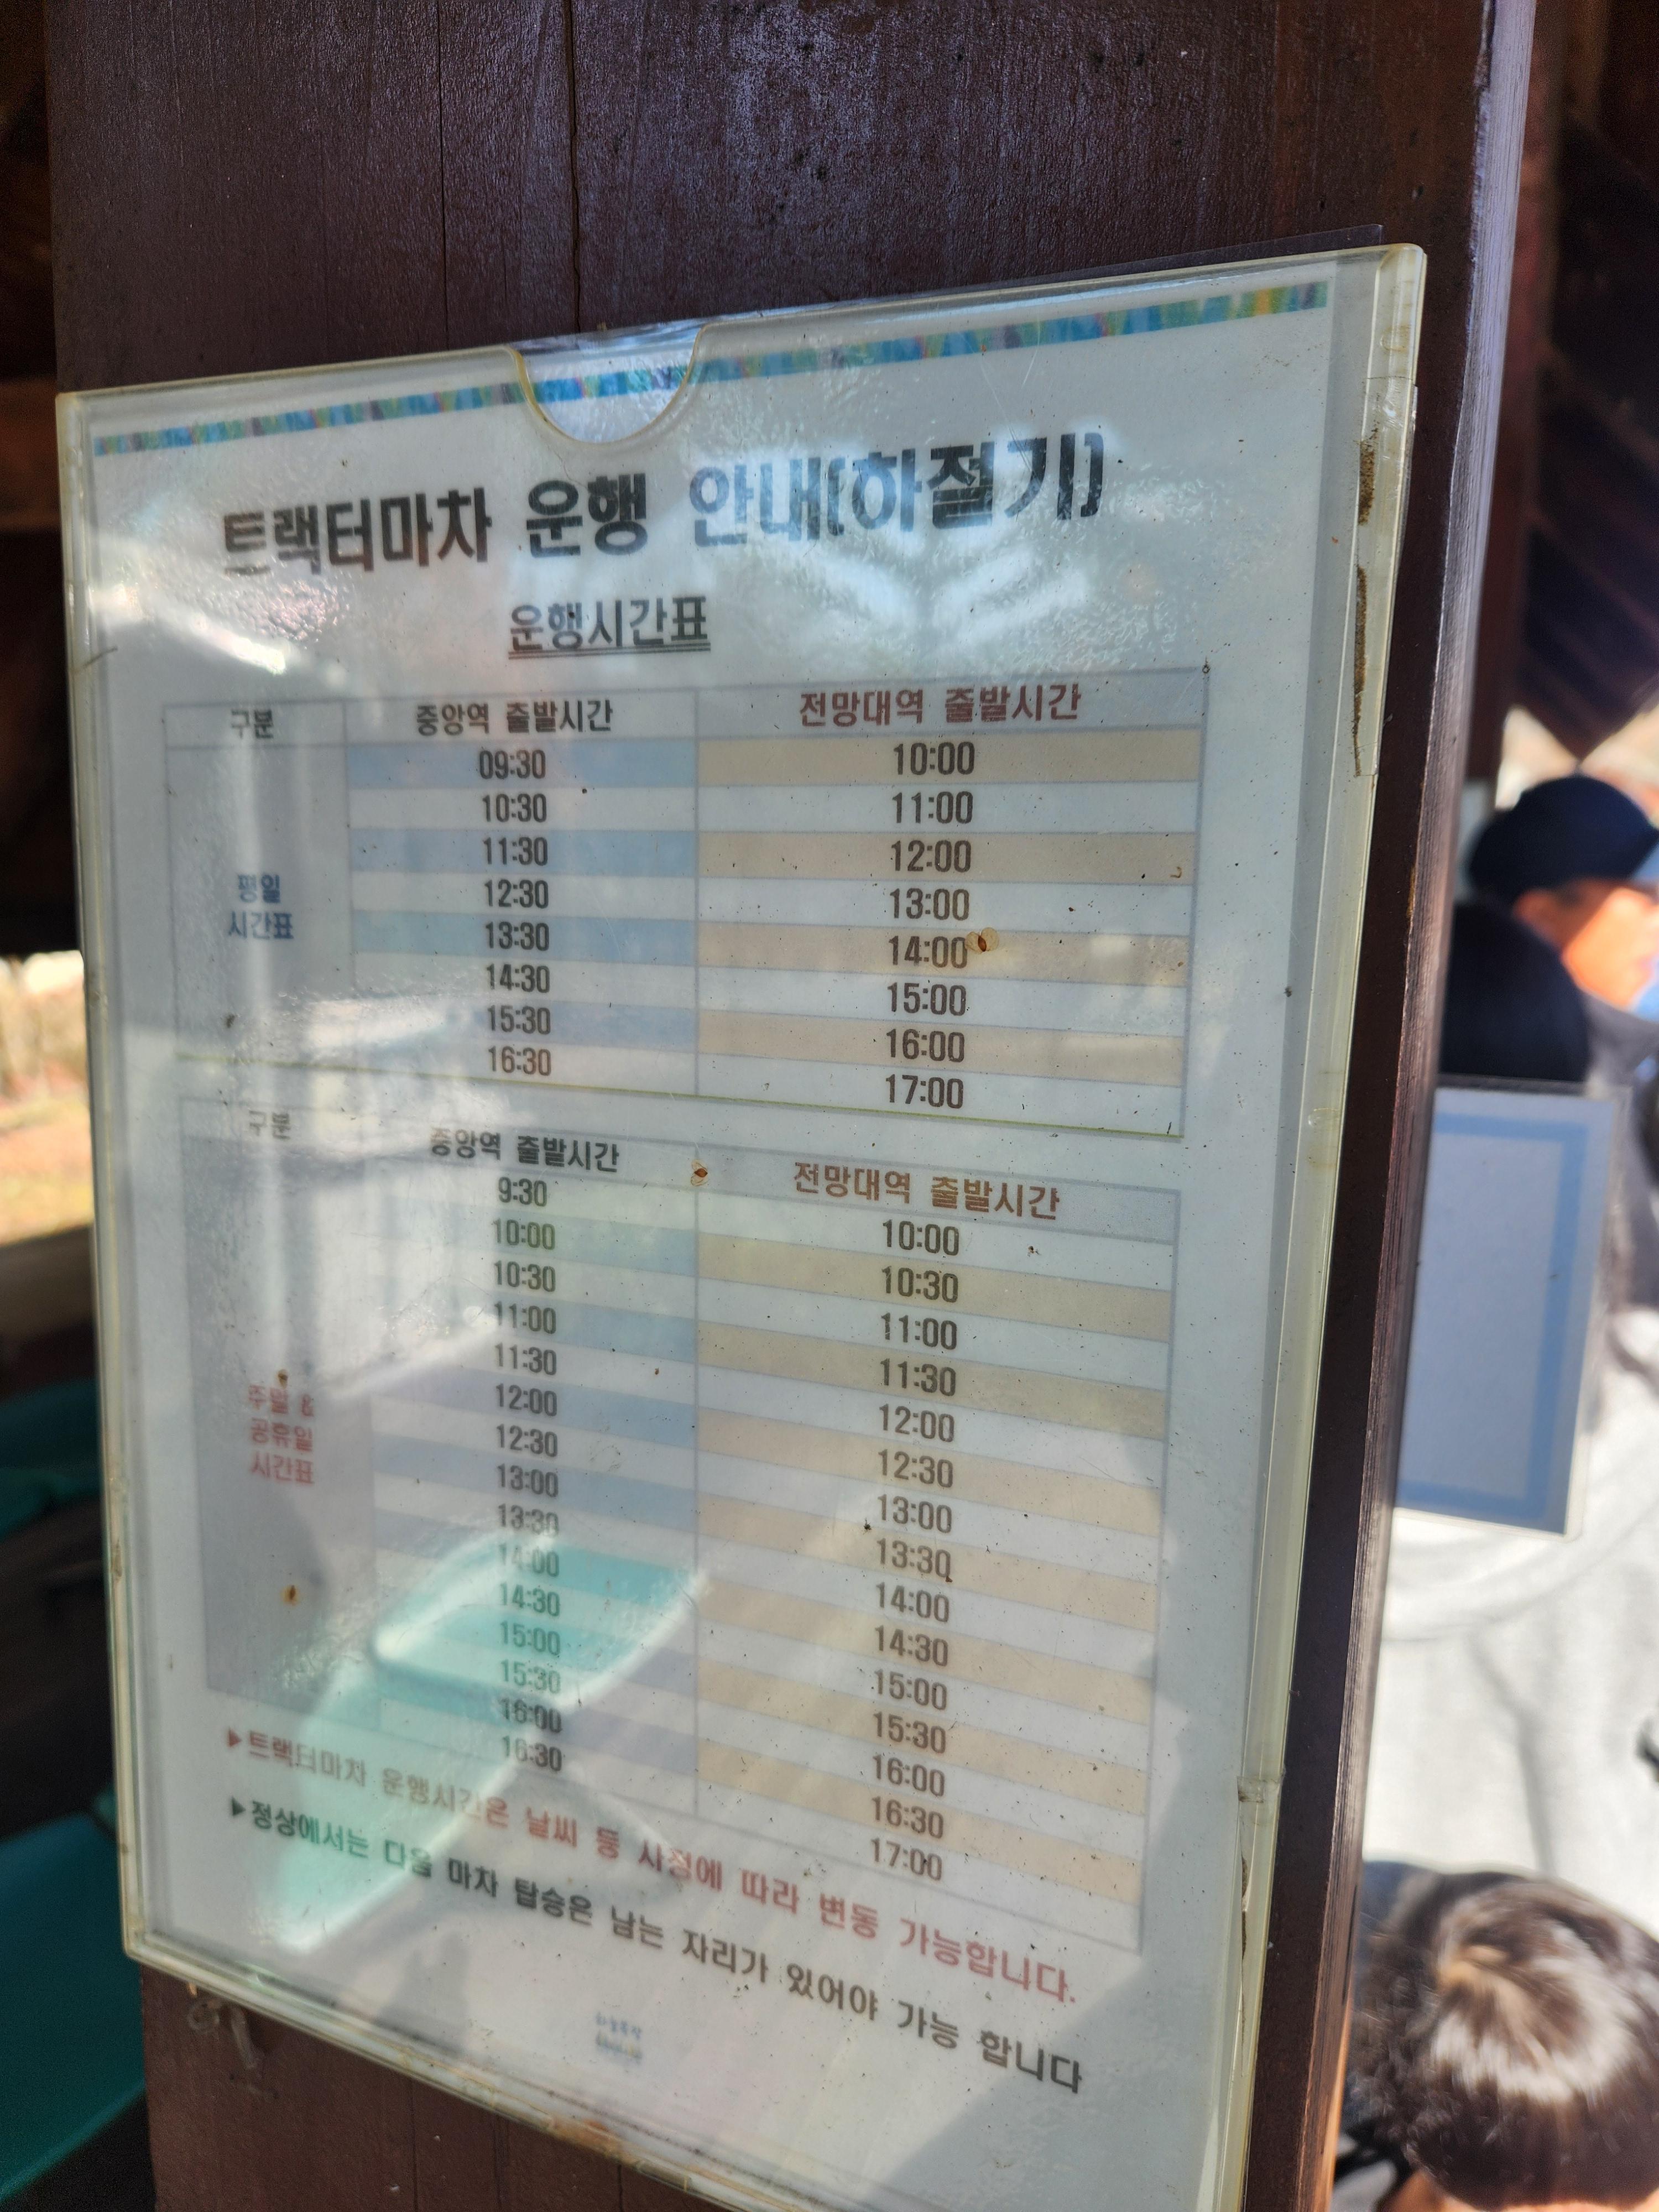 트랙터마차 운행 안내(하절기)
운행시간표
구분 중앙역 출발시간 전망대역 출발시간
09:30 10:00
10:30 11:00
11:30 12:00
12:30 13:00
평일
시간표
13:30 14:00
14:30 15:00
15:30 16:00
16:30 17:00
구분 중앙역 출발시간 전망대역 출발시간
9:30 10:00
10:00 10:30
10:30 11:00
11:00 11:30
11:30 12:00
12:00 12:30
주말 &
공휴일
시간표
12:30 13:00
13:00 13:30
13:30 14:00
14:00 14:30
14:30 15:00
15:00 15:30
15:30 16:00
16:00 16:30
16:30 17:00
▶트랙터마차 운행시간은 날씨 등 사정에 따라 변동 가능합니다.
▶정상에서는 다음 마차 탑승은 남는 자리가 있어야 가능 합니다